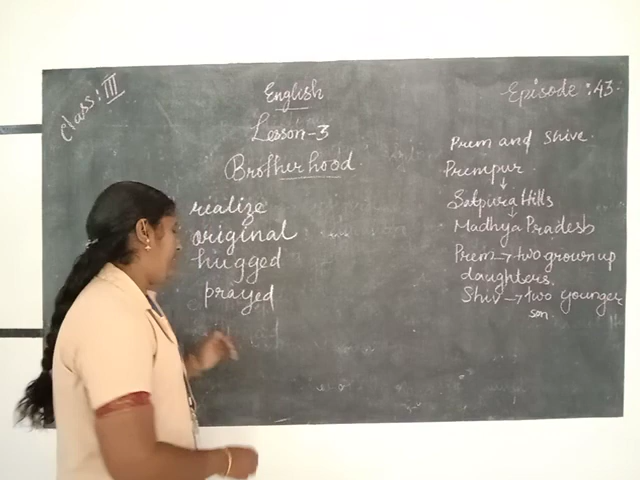 Class: III
English
Episode: 43.
Lesson-3
Brotherhood
realize
original
hugged
prayed
Prem and Shive.
Prempur
↓
Satpura Hills
↓
Madhya Pradesh
Prem → two grown up
daughters.
Shiv → two younger
son